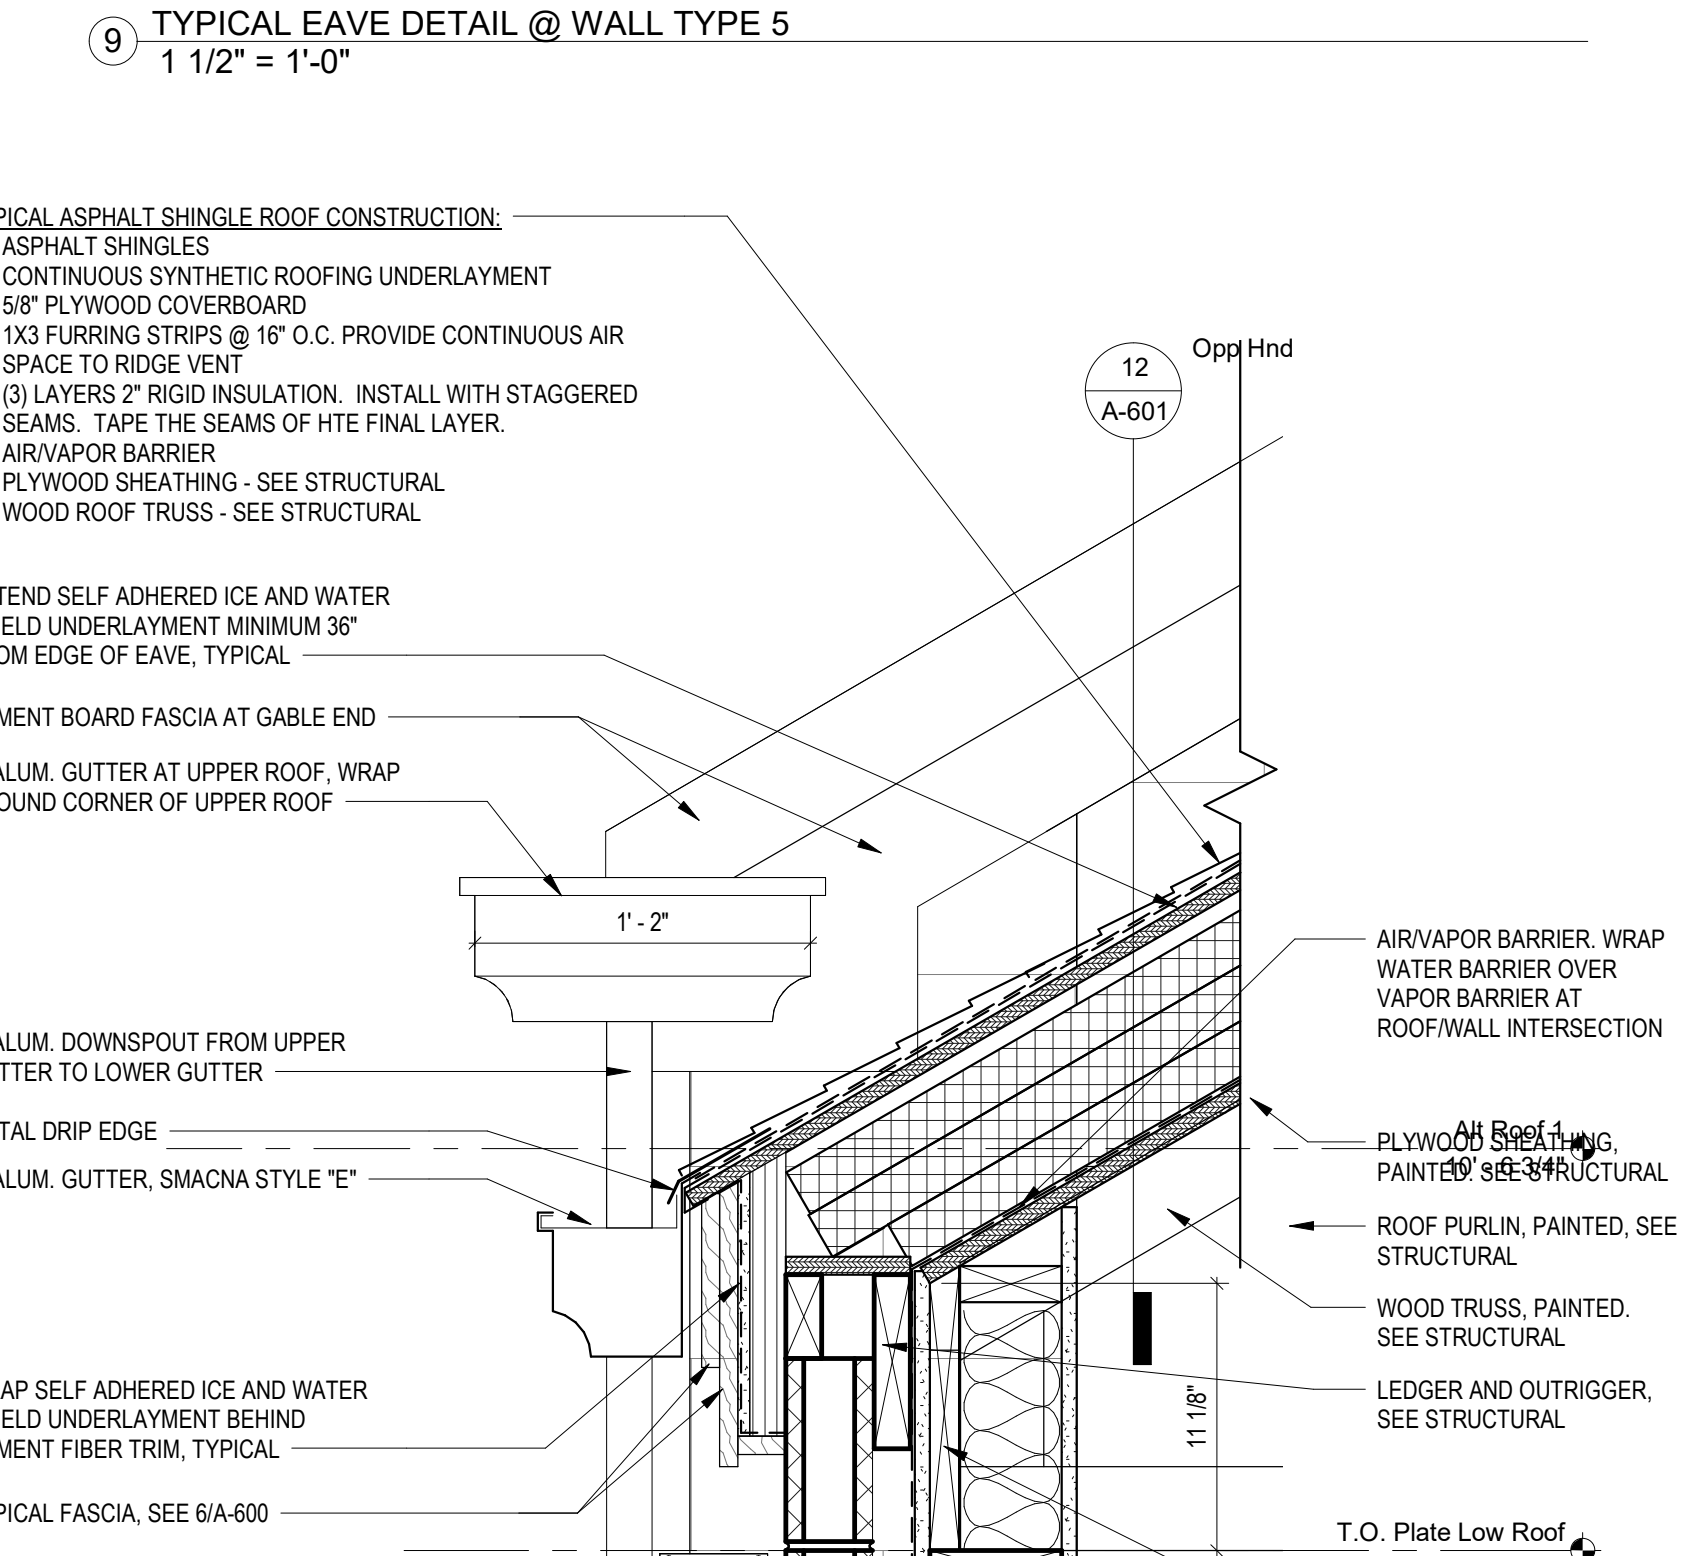 9 TYPICAL EAVE DETAIL @ WALL TYPE 5
1 1/2" = 1'-0"
PICAL ASPHALT SHINGLE ROOF CONSTRUCTION:
ASPHALT SHINGLES
CONTINUOUS SYNTHETIC ROOFING UNDERLAYMENT
5/8" PLYWOOD COVERBOARD
1X3 FURRING STRIPS @ 16" O.C. PROVIDE CONTINUOUS AIR
SPACE TO RIDGE VENT
(3) LAYERS 2" RIGID INSULATION. INSTALL WITH STAGGERED
SEAMS. TAPE THE SEAMS OF HTE FINAL LAYER.
AIR/VAPOR BARRIER
PLYWOOD SHEATHING - SEE STRUCTURAL
WOOD ROOF TRUSS - SEE STRUCTURAL
12
A-601
Opp Hnd
TEND SELF ADHERED ICE AND WATER
ELD UNDERLAYMENT MINIMUM 36"
OM EDGE OF EAVE, TYPICAL
MENT BOARD FASCIA AT GABLE END
ALUM. GUTTER AT UPPER ROOF, WRAP
OUND CORNER OF UPPER ROOF
1' - 2"
ALUM. DOWNSPOUT FROM UPPER
TTER TO LOWER GUTTER
TAL DRIP EDGE
ALUM. GUTTER, SMACNA STYLE "E"
AP SELF ADHERED ICE AND WATER
ELD UNDERLAYMENT BEHIND
MENT FIBER TRIM, TYPICAL
PICAL FASCIA, SEE 6/A-600
AIR/VAPOR BARRIER. WRAP
WATER BARRIER OVER
VAPOR BARRIER AT
ROOF/WALL INTERSECTION
Alt Roof 1
10' - 6 3/4"
PLYWOOD SHEATHING,
PAINTED. SEE STRUCTURAL
ROOF PURLIN, PAINTED, SEE
STRUCTURAL
WOOD TRUSS, PAINTED.
SEE STRUCTURAL
LEDGER AND OUTRIGGER,
SEE STRUCTURAL
11 1/8"
T.O. Plate Low Roof